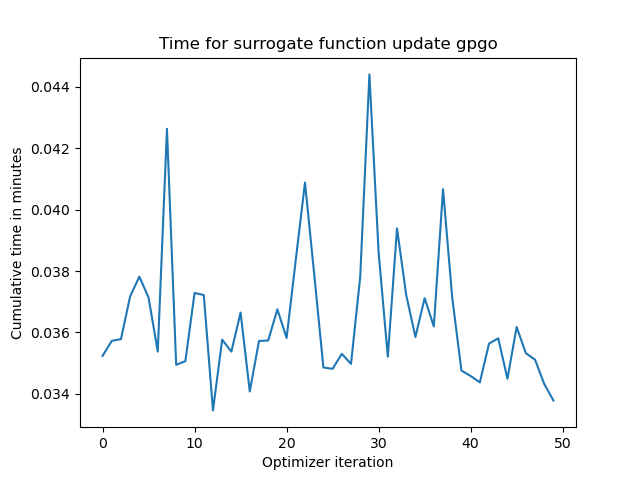 Time for surrogate function update gpgo
Cumulative time in minutes
0.044
0.042
0.040
0.038
0.036
0.034
0 10 20 30 40 50
Optimizer iteration